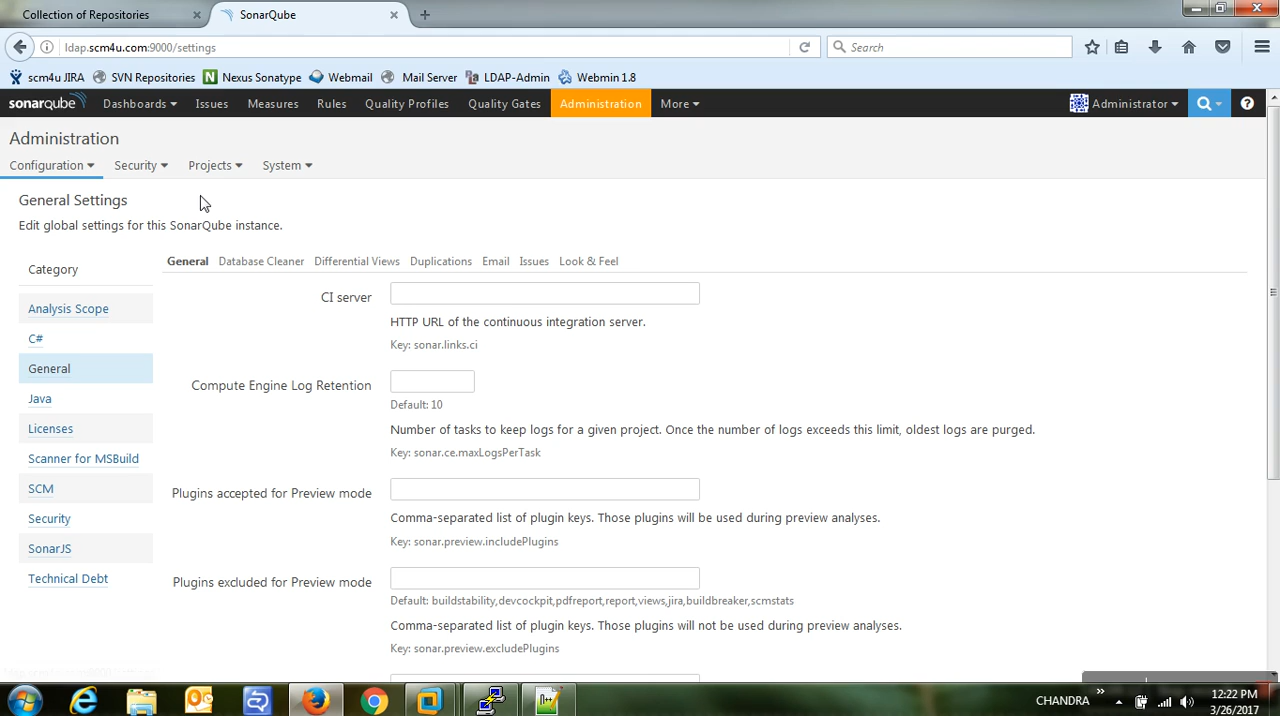 Collection of Repositories
SonarQube
ldap.scm4u.com:9000/settings
Search
scm4u JIRA SVN Repositories Nexus Sonatype Webmail Mail Server LDAP-Admin Webmin 1.8
sonarqube Dashboards Issues Measures Rules Quality Profiles Quality Gates Administration More Administrator
Administration
Configuration Security Projects System
General Settings
Edit global settings for this SonarQube instance.
Category
Analysis Scope
C#
General
Java
Licenses
Scanner for MSBuild
SCM
Security
SonarJS
Technical Debt
General Database Cleaner Differential Views Duplications Email Issues Look & Feel
CI server
HTTP URL of the continuous integration server.
Key: sonar.links.ci
Compute Engine Log Retention
Default: 10
Number of tasks to keep logs for a given project. Once the number of logs exceeds this limit, oldest logs are purged.
Key: sonar.ce.maxLogsPerTask
Plugins accepted for Preview mode
Comma-separated list of plugin keys. Those plugins will be used during preview analyses.
Key: sonar.preview.includePlugins
Plugins excluded for Preview mode
Default: buildstability,devcockpit,pdfreport,report,views,jira,buildbreaker,scmstats
Comma-separated list of plugin keys. Those plugins will not be used during preview analyses.
Key: sonar.preview.excludePlugins
CHANDRA
12:22 PM
3/26/2017